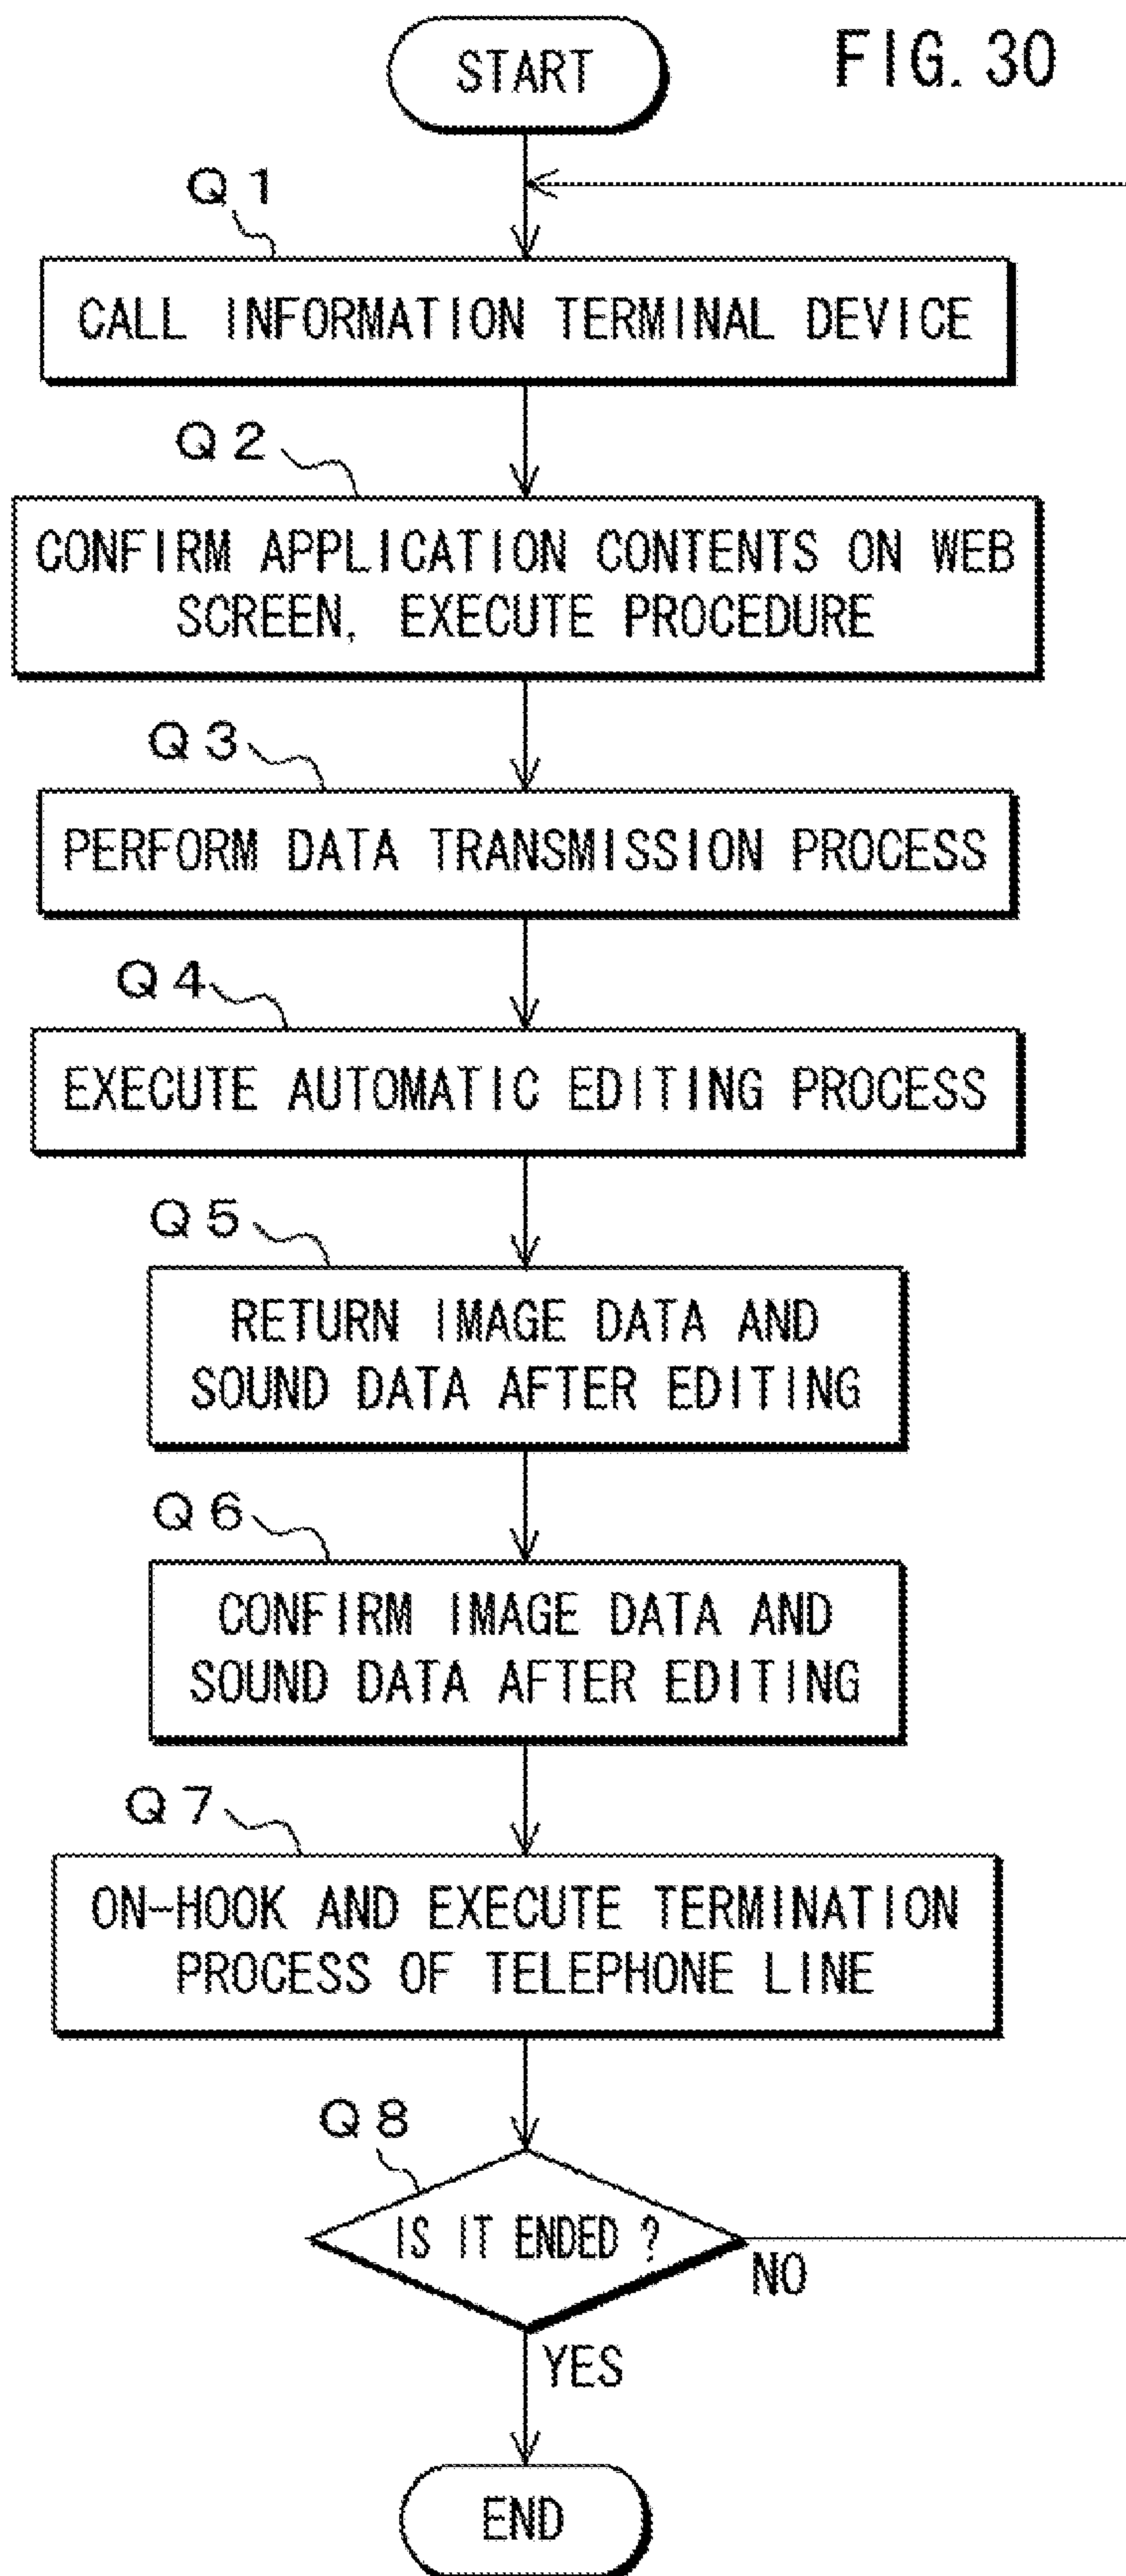 START
FIG. 30
Q1
CALL INFORMATION TERMINAL DEVICE
Q2
CONFIRM APPLICATION CONTENTS ON WEB
SCREEN, EXECUTE PROCEDURE
Q3
PERFORM DATA TRANSMISSION PROCESS
Q4
EXECUTE AUTOMATIC EDITING PROCESS
Q5
RETURN IMAGE DATA AND
SOUND DATA AFTER EDITING
Q6
CONFIRM IMAGE DATA AND
SOUND DATA AFTER EDITING
Q7
ON-HOOK AND EXECUTE TERMINATION
PROCESS OF TELEPHONE LINE
Q8
IS IT ENDED ?
NO
YES
END